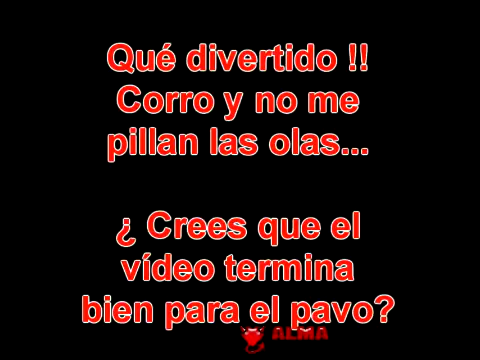 Qué divertido !!
Corro y no me
pillan las olas...
¿ Crees que el
vídeo termina
bien para el pavo?
ALMA